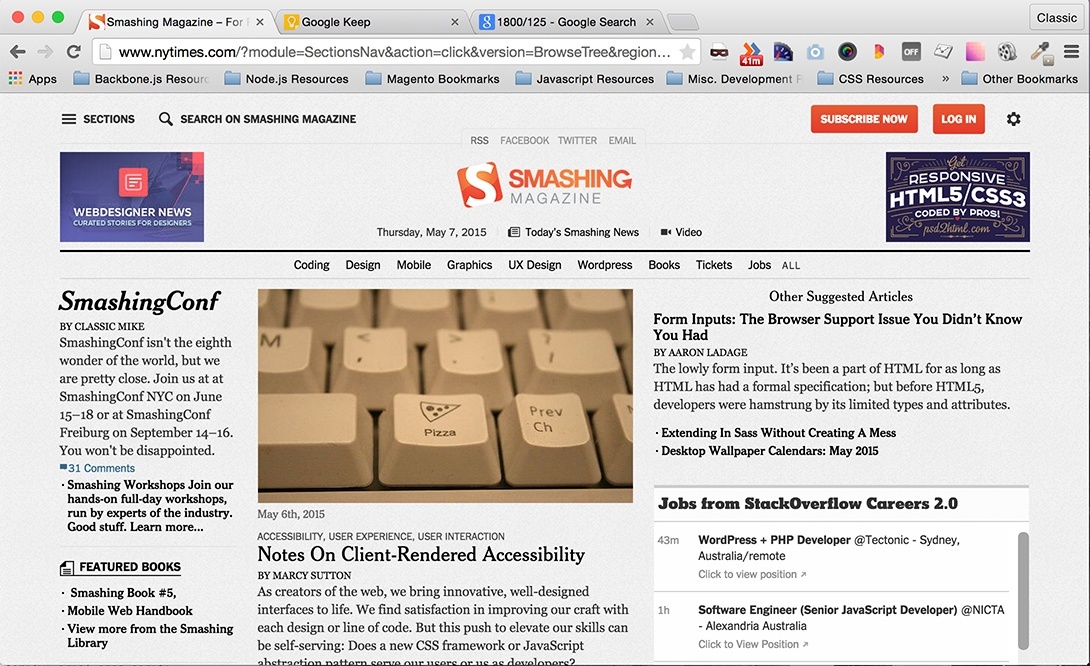 Smashing Magazine – For
Google Keep
1800/125 - Google Search
Classic
www.nytimes.com/?module=SectionsNav&action=click&version=BrowseTree&region...
OFF
41m
Apps
Backbone.js Resourc
Node.js Resources
Magento Bookmarks
Javascript Resources
Misc. Development R
CSS Resources
»
Other Bookmarks
SECTIONS
SEARCH ON SMASHING MAGAZINE
SUBSCRIBE NOW
LOG IN
RSS FACEBOOK TWITTER EMAIL
WEBDESIGNER NEWS
CURATED STORIES FOR DESIGNERS
SMASHING
MAGAZINE
Get
RESPONSIVE
HTML5/CSS3
CODED BY PROS!
psd2html.com
Thursday, May 7, 2015
Today's Smashing News
Video
Coding Design Mobile Graphics UX Design Wordpress Books Tickets Jobs ALL
SmashingConf
BY CLASSIC MIKE
SmashingConf isn't the eighth
wonder of the world, but we
are pretty close. Join us at at
SmashingConf NYC on June
15–18 or at SmashingConf
Freiburg on September 14–16.
You won't be disappointed.
31 Comments
· Smashing Workshops Join our
hands-on full-day workshops,
run by experts of the industry.
Good stuff. Learn more...
FEATURED BOOKS
· Smashing Book #5,
· Mobile Web Handbook
· View more from the Smashing
Library
M
<
>
?
/
Pizza
Prev
Ch
May 6th, 2015
ACCESSIBILITY, USER EXPERIENCE, USER INTERACTION
Notes On Client-Rendered Accessibility
BY MARCY SUTTON
As creators of the web, we bring innovative, well-designed
interfaces to life. We find satisfaction in improving our craft with
each design or line of code. But this push to elevate our skills can
be self-serving: Does a new CSS framework or JavaScript
abstraction pattern serve our users or us as developers?
Other Suggested Articles
Form Inputs: The Browser Support Issue You Didn’t Know
You Had
BY AARON LADAGE
The lowly form input. It’s been a part of HTML for as long as
HTML has had a formal specification; but before HTML5,
developers were hamstrung by its limited types and attributes.
· Extending In Sass Without Creating A Mess
· Desktop Wallpaper Calendars: May 2015
Jobs from StackOverflow Careers 2.0
43m
WordPress + PHP Developer @Tectonic - Sydney,
Australia/remote
Click to view position ↗
1h
Software Engineer (Senior JavaScript Developer) @NICTA
- Alexandria Australia
Click to View Position ↗